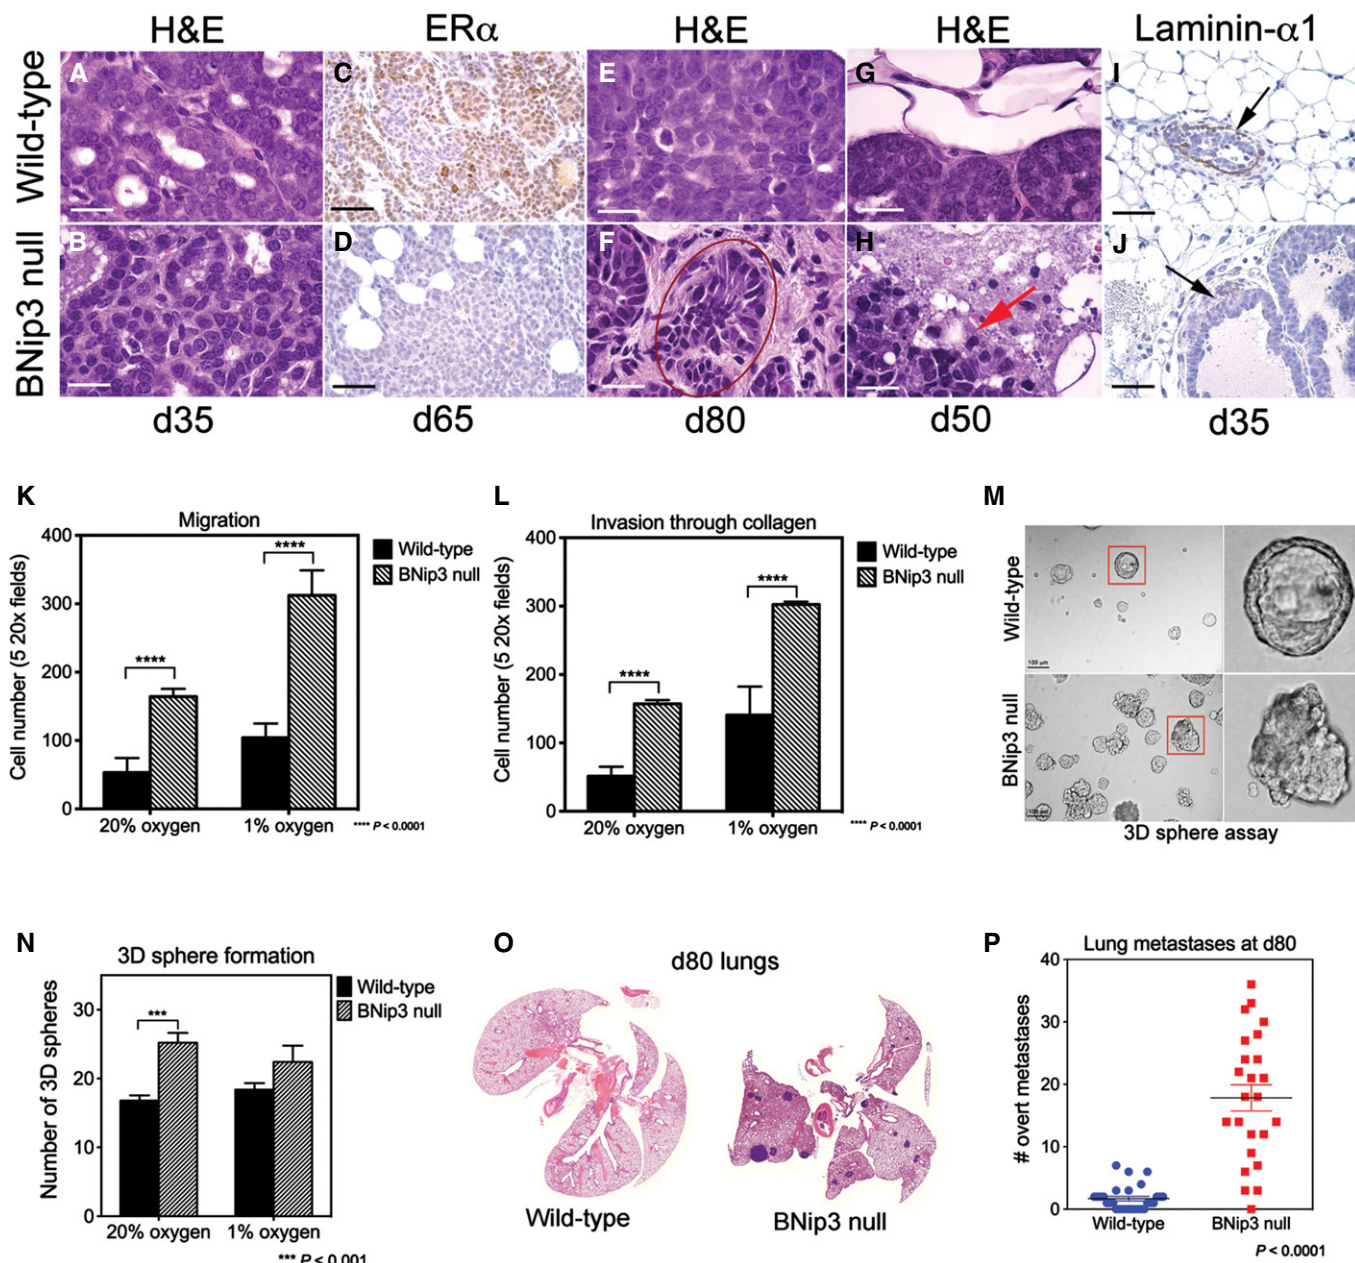 H&E ERα H&E H&E Laminin-α1
Wild-type
BNip3 null
A C E G I
B D F H J
d35 d65 d80 d50 d35
K
Migration
Cell number (5 20x fields)
400
300
200
100
0
****
****
Wild-type
BNip3 null
20% oxygen 1% oxygen
**** P < 0.0001
L
Invasion through collagen
Cell number (5 20x fields)
400
300
200
100
0
****
****
Wild-type
BNip3 null
20% oxygen 1% oxygen
**** P < 0.0001
M
Wild-type
BNip3 null
100 µm
100 µm
3D sphere assay
N
3D sphere formation
Number of 3D spheres
30
20
10
0
***
Wild-type
BNip3 null
20% oxygen 1% oxygen
*** P < 0.001
O
d80 lungs
Wild-type
BNip3 null
P
Lung metastases at d80
# overt metastases
40
30
20
10
0
Wild-type BNip3 null
P < 0.0001